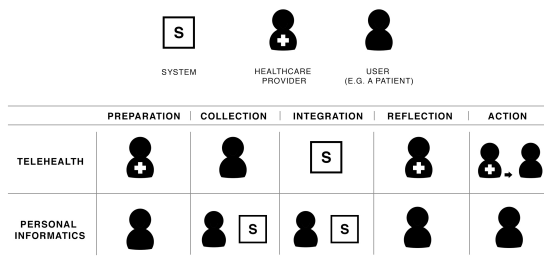 S
SYSTEM
HEALTHCARE
PROVIDER
USER
(E.G. A PATIENT)
PREPARATION COLLECTION INTEGRATION REFLECTION ACTION
TELEHEALTH
S
PERSONAL
INFORMATICS
S S